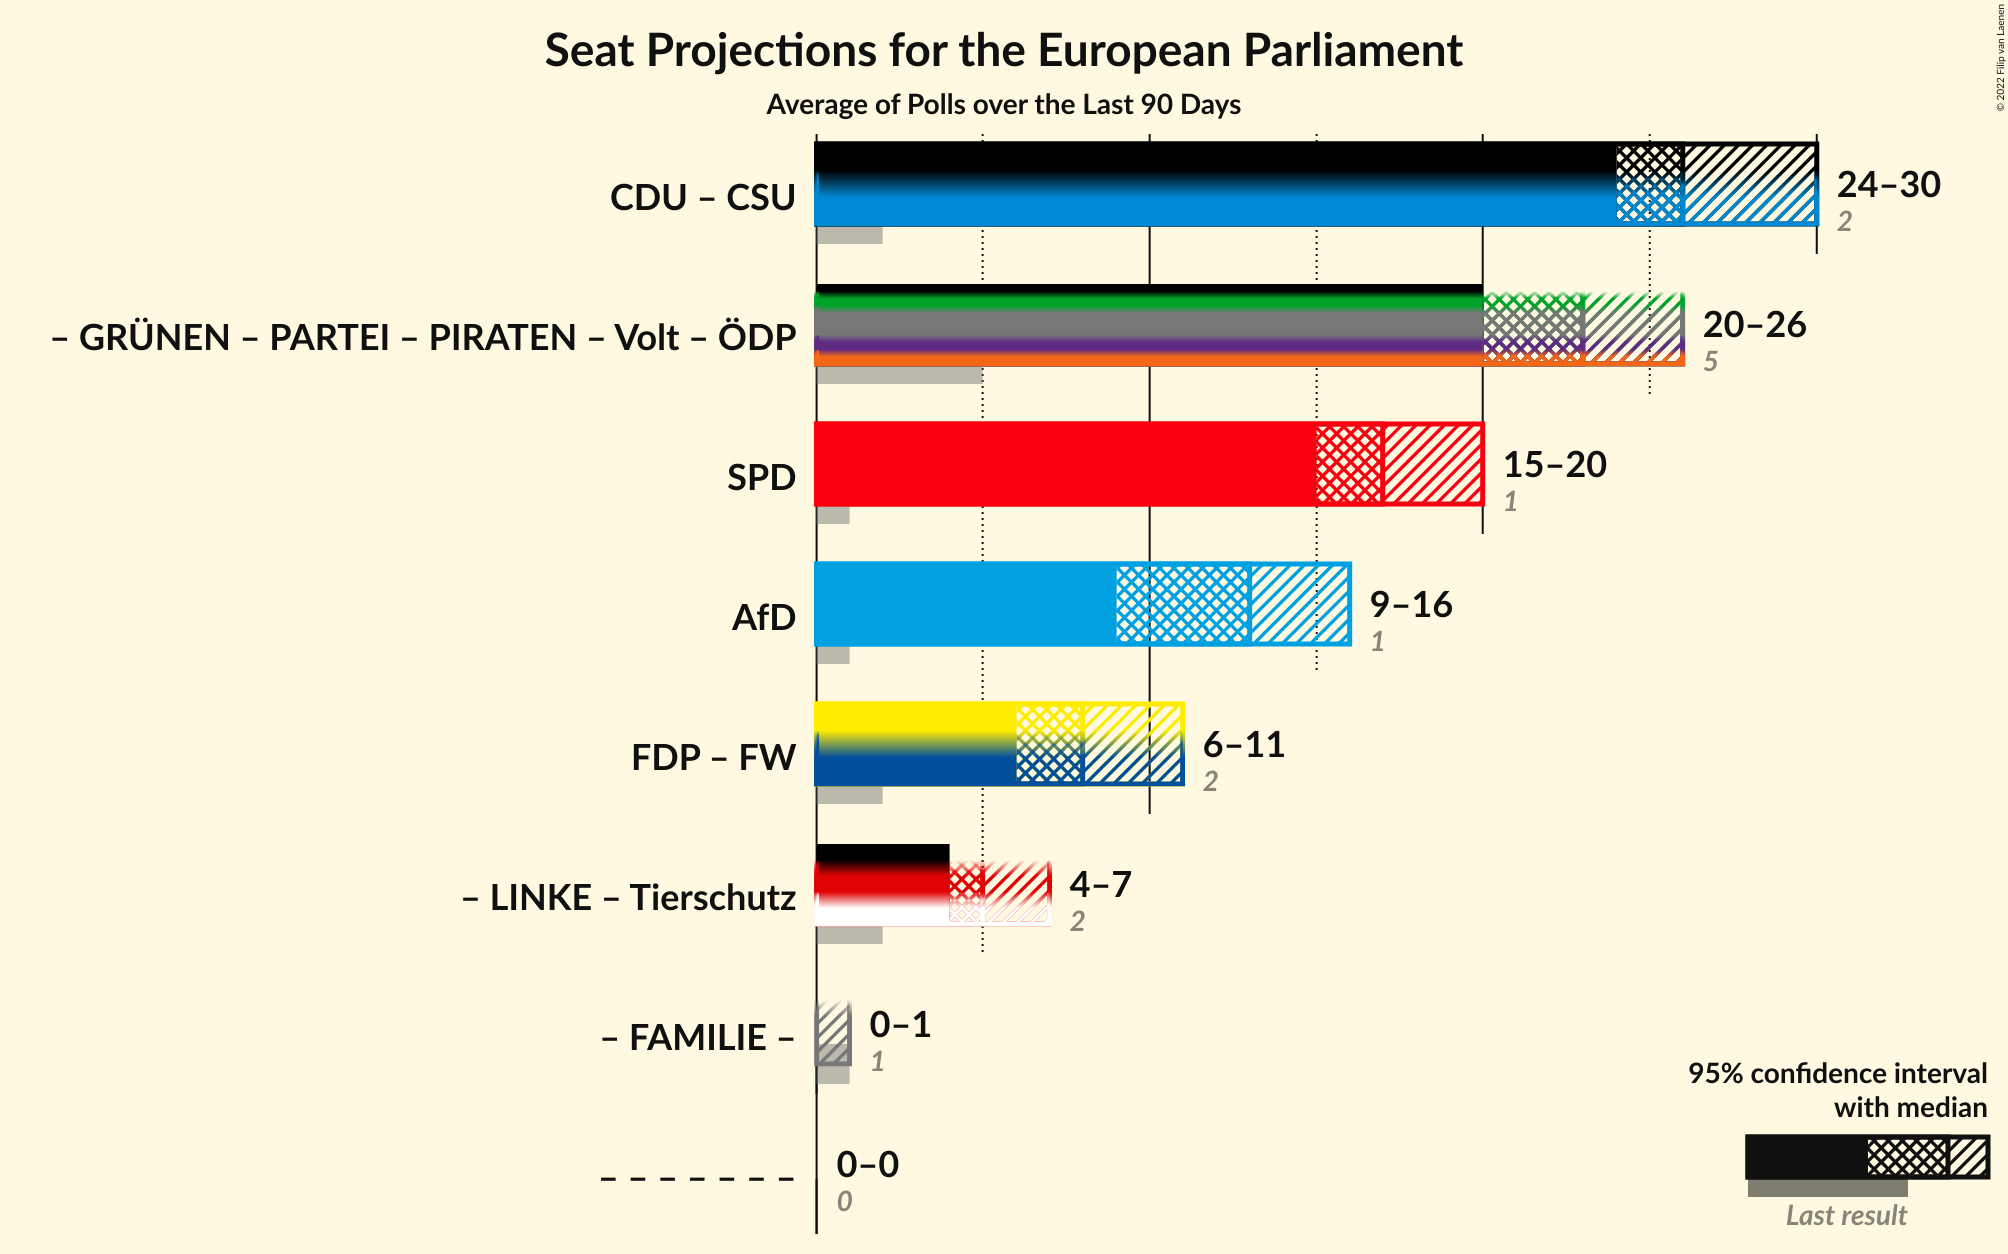 Seat Projections for the European Parliament
Average of Polls over the Last 90 Days
© 2022 Filip van Laenen
CDU – CSU
24–30
2
– GRÜNEN – PARTEI – PIRATEN – Volt – ÖDP
20–26
5
SPD
15–20
1
AfD
9–16
1
FDP – FW
6–11
2
– LINKE – Tierschutz
4–7
2
– FAMILIE –
0–1
1
– – – – – – –
0–0
0
95% confidence interval
with median
Last result